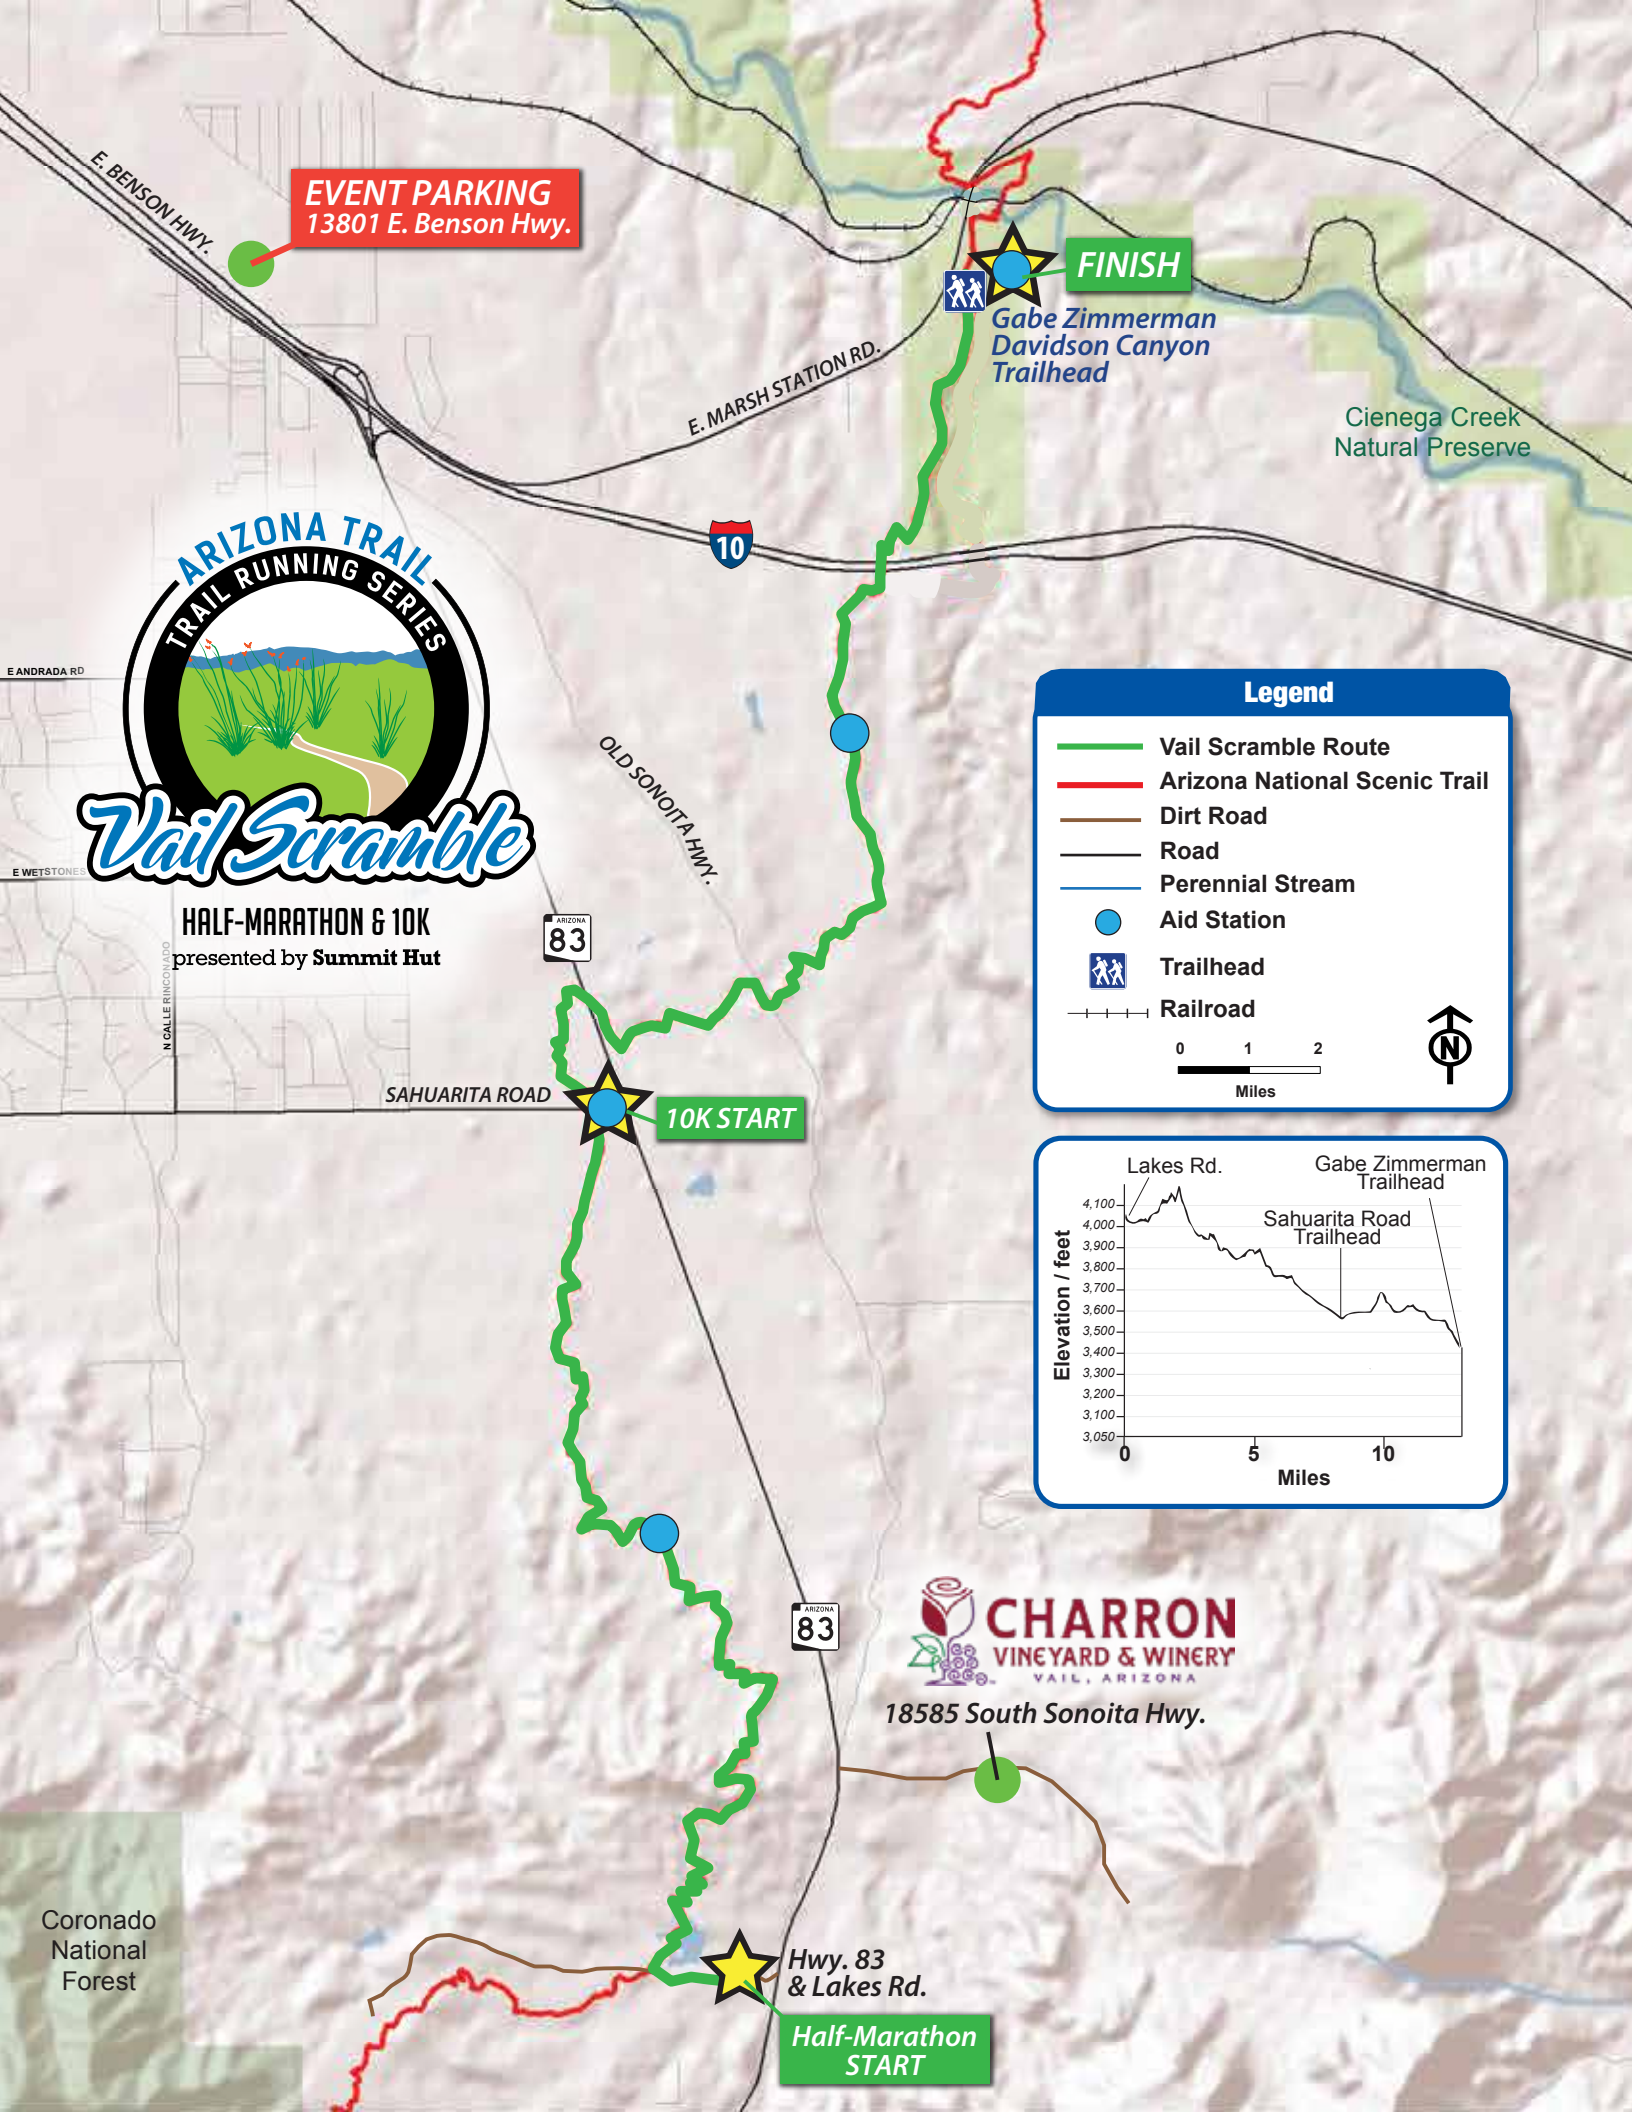 E. BENSON HWY.
EVENT PARKING
13801 E. Benson Hwy.
FINISH
Gabe Zimmerman
Davidson Canyon
Trailhead
E. MARSH STATION RD.
Cienega Creek
Natural Preserve
10
ARIZONA TRAIL
TRAIL RUNNING SERIES
Vail Scramble
HALF-MARATHON & 10K
presented by Summit Hut
E ANDRADA RD
E WETSTONES
N CALLE RINCONADO
OLD SONOITA HWY.
ARIZONA
83
SAHUARITA ROAD
10K START
Legend
Vail Scramble Route
Arizona National Scenic Trail
Dirt Road
Road
Perennial Stream
Aid Station
Trailhead
Railroad
0 1 2
Miles
N
Lakes Rd.
Gabe Zimmerman
Trailhead
Sahuarita Road
Trailhead
Elevation / feet
4,100
4,000
3,900
3,800
3,700
3,600
3,500
3,400
3,300
3,200
3,100
3,050
0 5 10
Miles
ARIZONA
83
CHARRON
VINEYARD & WINERY
VAIL, ARIZONA
18585 South Sonoita Hwy.
Coronado
National
Forest
Hwy. 83
& Lakes Rd.
Half-Marathon
START